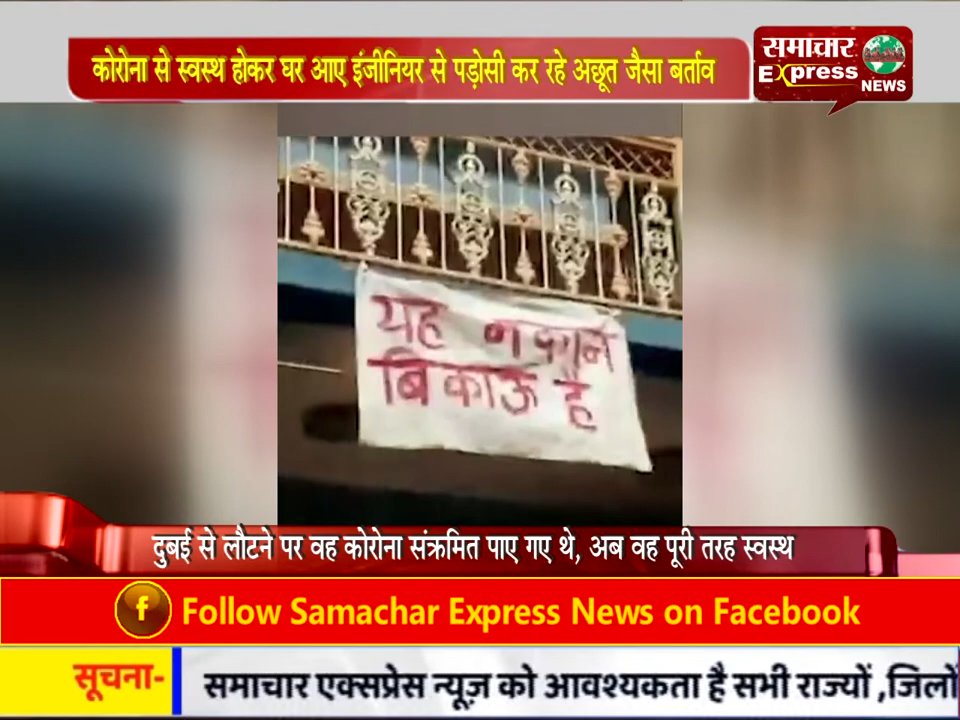 कोरोना से स्वस्थ होकर घर आए इंजीनियर से पड़ोसी कर रहे अछूत जैसा बर्ताव
समाचार
Express
NEWS
यह मकान
बिकाऊ है
दुबई से लौटने पर वह कोरोना संक्रमित पाए गए थे, अब वह पूरी तरह स्वस्थ
f Follow Samachar Express News on Facebook
सूचना- समाचार एक्सप्रेस न्यूज़ को आवश्यकता है सभी राज्यों ,जिलों